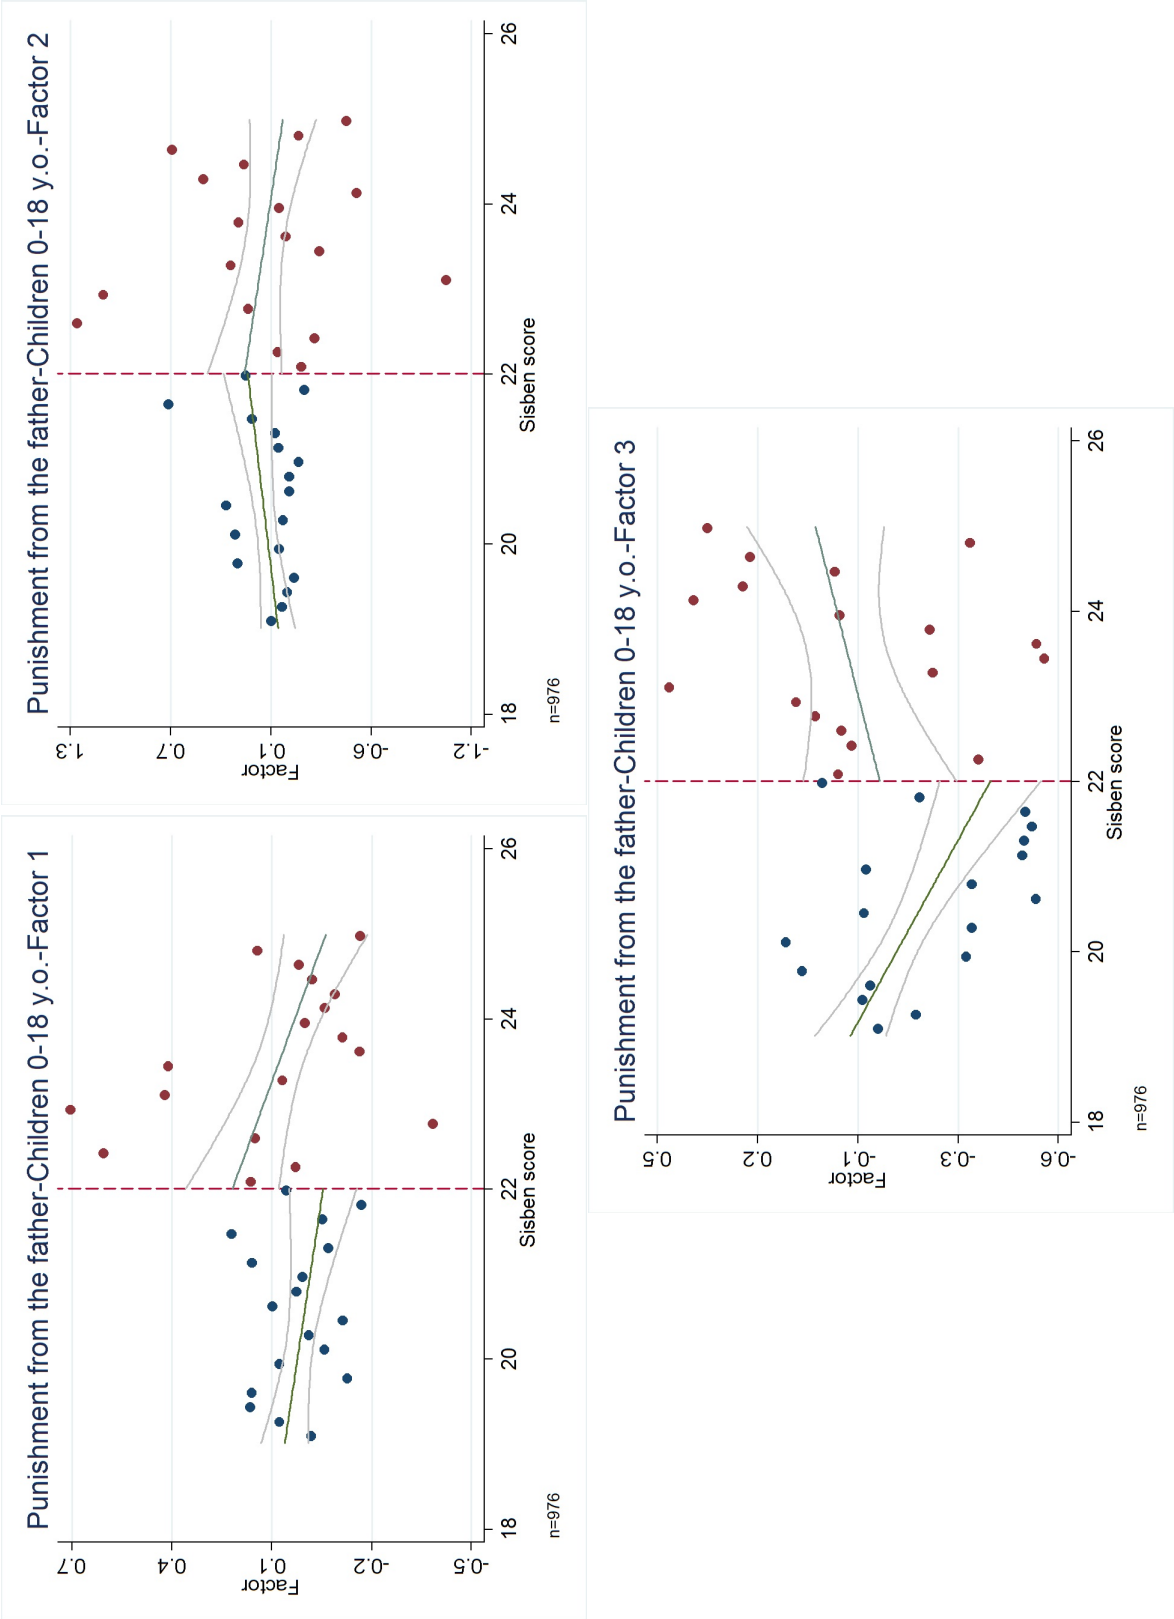 Punishment from the father-Children 0-18 y.o.-Factor 1
Factor
0.7
0.4
0.1
-0.2
-0.5
18
20
22
24
26
Sisben score
n=976
Punishment from the father-Children 0-18 y.o.-Factor 2
Factor
1.3
0.7
0.1
-0.6
-1.2
18
20
22
24
26
Sisben score
n=976
Punishment from the father-Children 0-18 y.o.-Factor 3
Factor
0.5
0.2
-0.1
-0.3
-0.6
18
20
22
24
26
Sisben score
n=976